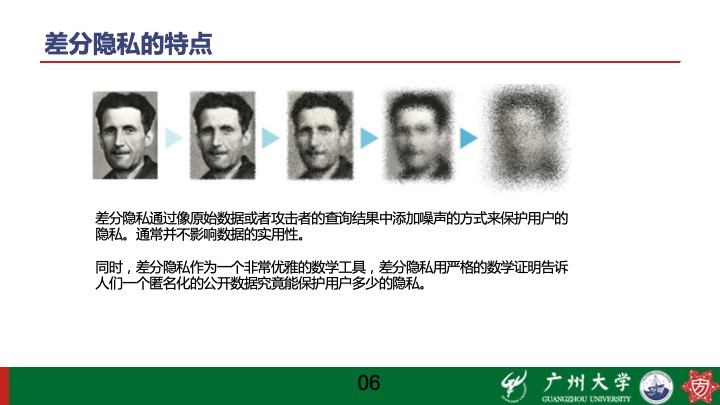 差分隐私的特点
差分隐私通过像原始数据或者攻击者的查询结果中添加噪声的方式来保护用户的
隐私。通常并不影响数据的实用性。
同时，差分隐私作为一个非常优雅的数学工具，差分隐私用严格的数学证明告诉
人们一个匿名化的公开数据究竟能保护用户多少的隐私。
06
广州大学
GUANGZHOU UNIVERSITY